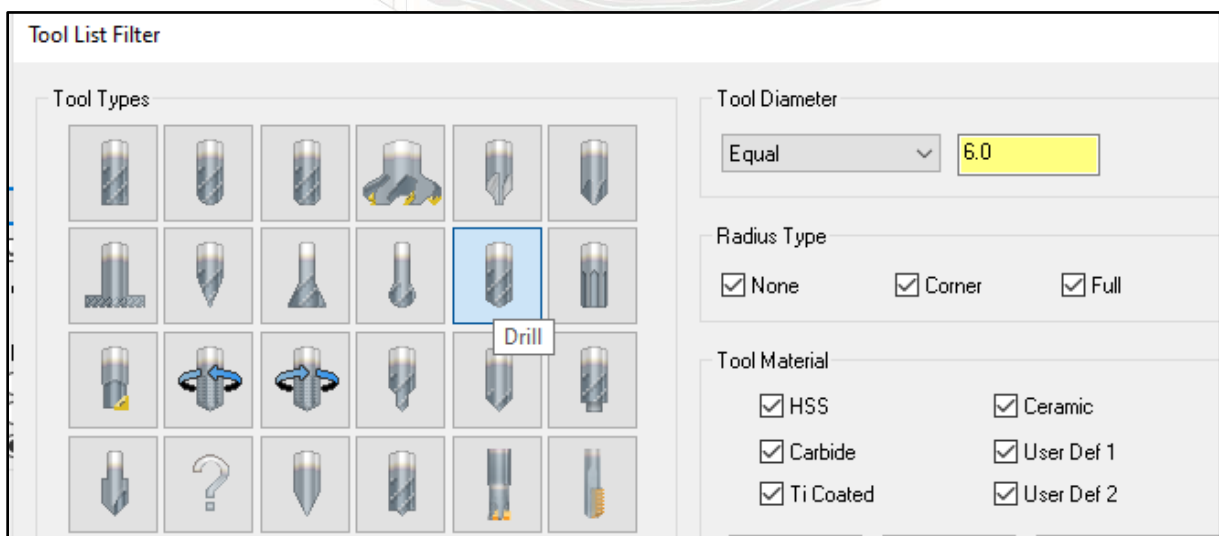 Tool List Filter
Tool Types
Drill
Tool Diameter
Equal
6.0
Radius Type
None Corner Full
Tool Material
HSS Ceramic
Carbide User Def 1
Ti Coated User Def 2